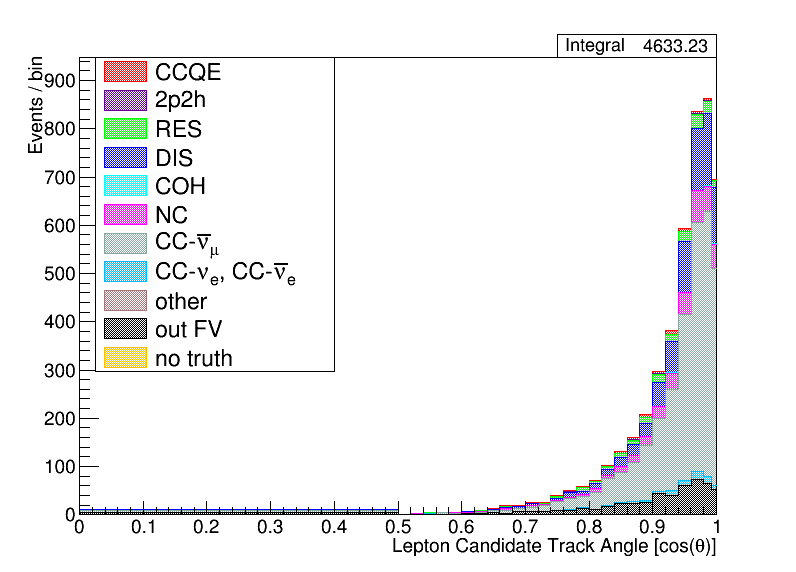 Integral 4633.23
Events / bin
900
800
700
600
500
400
300
200
100
0
CCQE
2p2h
RES
DIS
COH
NC
CC-ν̅μ
CC-νe, CC-ν̅e
other
out FV
no truth
0 0.1 0.2 0.3 0.4 0.5 0.6 0.7 0.8 0.9 1
Lepton Candidate Track Angle [cos(θ)]